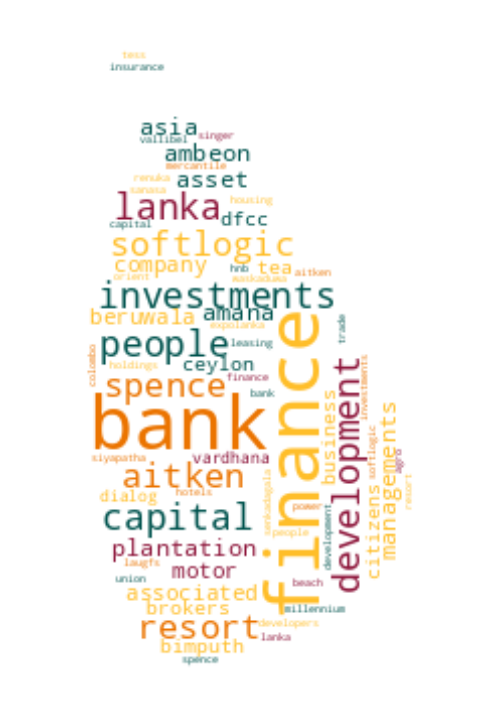 tess
insurance
asia
vallibel
singer
ambeon
mercantile
renuka
asset
sanasa
housing
lanka
dfcc
capital
softlogic
company
hnb
tea
aitken
orient
waskaduwa
investments
amana
beruwala
expolanka
trade
people
leasing
finance
ceylon
colombo
holdings
finance
spence
bank
development
investments
bank
business
managements
vardhana
siyapatha
softlogic
agro
aitken
senkadagala
citizens
resort
dialog
hotels
capital
power
development
people
plantation
laugfs
motor
union
beach
associated
brokers
millennium
resort
developers
lanka
bimputh
spence